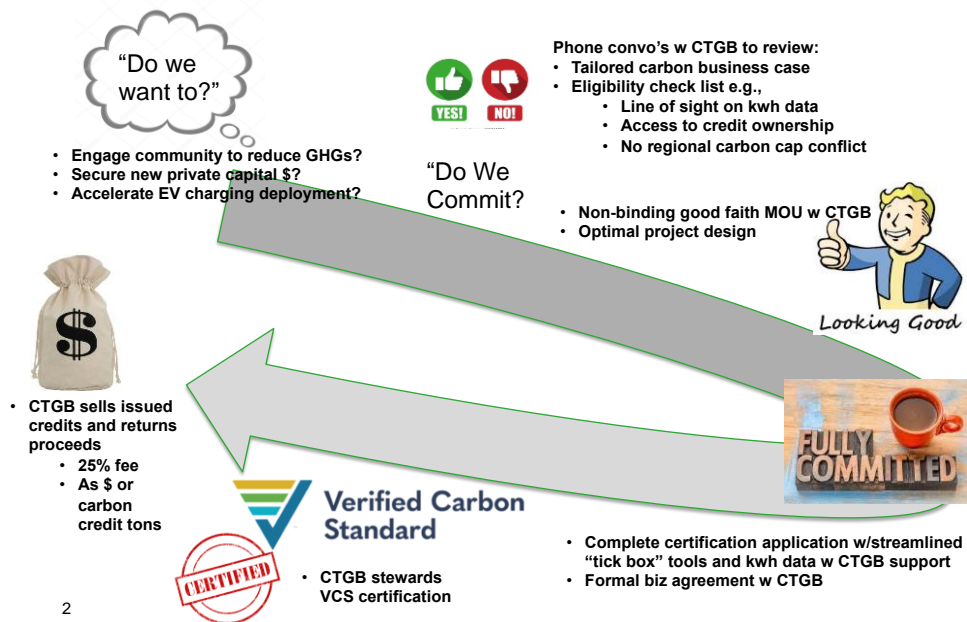 “Do we
want to?”
• Engage community to reduce GHGs?
• Secure new private capital $?
• Accelerate EV charging deployment?
YES!
NO!
“Do We
Commit?
Phone convo’s w CTGB to review:
• Tailored carbon business case
• Eligibility check list e.g.,
• Line of sight on kwh data
• Access to credit ownership
• No regional carbon cap conflict
• Non-binding good faith MOU w CTGB
• Optimal project design
Looking Good
FULLY
COMMITTED
• Complete certification application w/streamlined
“tick box” tools and kwh data w CTGB support
• Formal biz agreement w CTGB
Verified Carbon
Standard
CERTIFIED
• CTGB stewards
VCS certification
$
• CTGB sells issued
credits and returns
proceeds
• 25% fee
• As $ or
carbon
credit tons
2